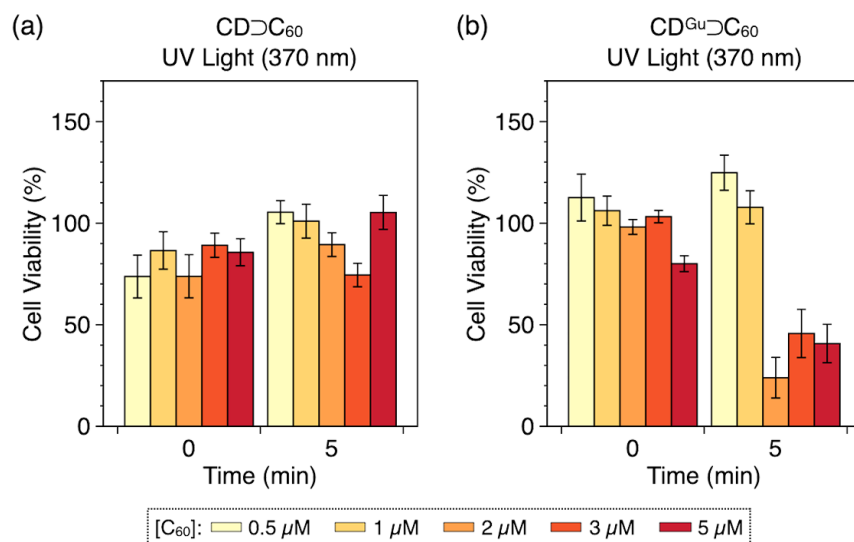 (a)
CD⊃C₆₀
UV Light (370 nm)
Cell Viability (%)
150
100
50
0
0
5
Time (min)
(b)
CDᴳᵘ⊃C₆₀
UV Light (370 nm)
Cell Viability (%)
150
100
50
0
0
5
Time (min)
[C₆₀]: 0.5 µM 1 µM 2 µM 3 µM 5 µM